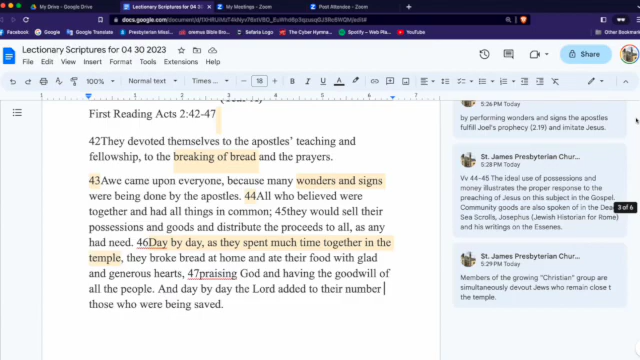 My Drive - Google Drive
Lectionary Scriptures for 04 30
My Meetings - Zoom
Post Attendee - Zoom
Presbyterian Mission
oremus Bible Browser
The Cyber Hymna
Other Bookmarks
Lectionary Scriptures for 04 30 2023
File Edit View Insert Format Tools Extensions Help
Share
100% Normal text Times ... 18
First Reading Acts 2:42-47
42They devoted themselves to the apostles' teaching and
fellowship, to the breaking of bread and the prayers.
43Awe came upon everyone, because many wonders and signs
were being done by the apostles. 44All who believed were
together and had all things in common; 45they would sell their
possessions and goods and distribute the proceeds to all, as any
had need. 46Day by day, as they spent much time together in the
temple, they broke bread at home and ate their food with glad
and generous hearts, 47praising God and having the goodwill of
all the people. And day by day the Lord added to their number
those who were being saved.
5:26 PM Today
by performing wonders and signs the apostles
fulfill Joel's prophecy (2.19) and imitate Jesus.
St. James Presbyterian Chur...
5:28 PM Today
Vv 44-45 The ideal use of possessions and
money illustrates the proper response to the
preaching of Jesus on this subject in the Gospel.
Community goods are also spoken of in the Dead
Sea Scrolls, Josephus (Jewish Historian for Rome)
and his writings on the Essenes.
3 of 6
St. James Presbyterian Chur...
5:29 PM Today
Members of the growing "Christian" group are
simultaneously devout Jews who remain close t
the temple.